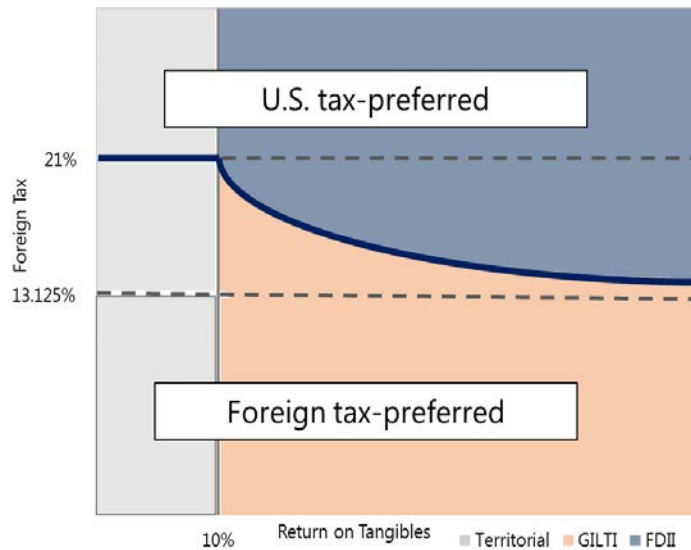 U.S. tax-preferred
21%
Foreign Tax
13.125%
Foreign tax-preferred
10%
Return on Tangibles
Territorial
GILTI
FDII